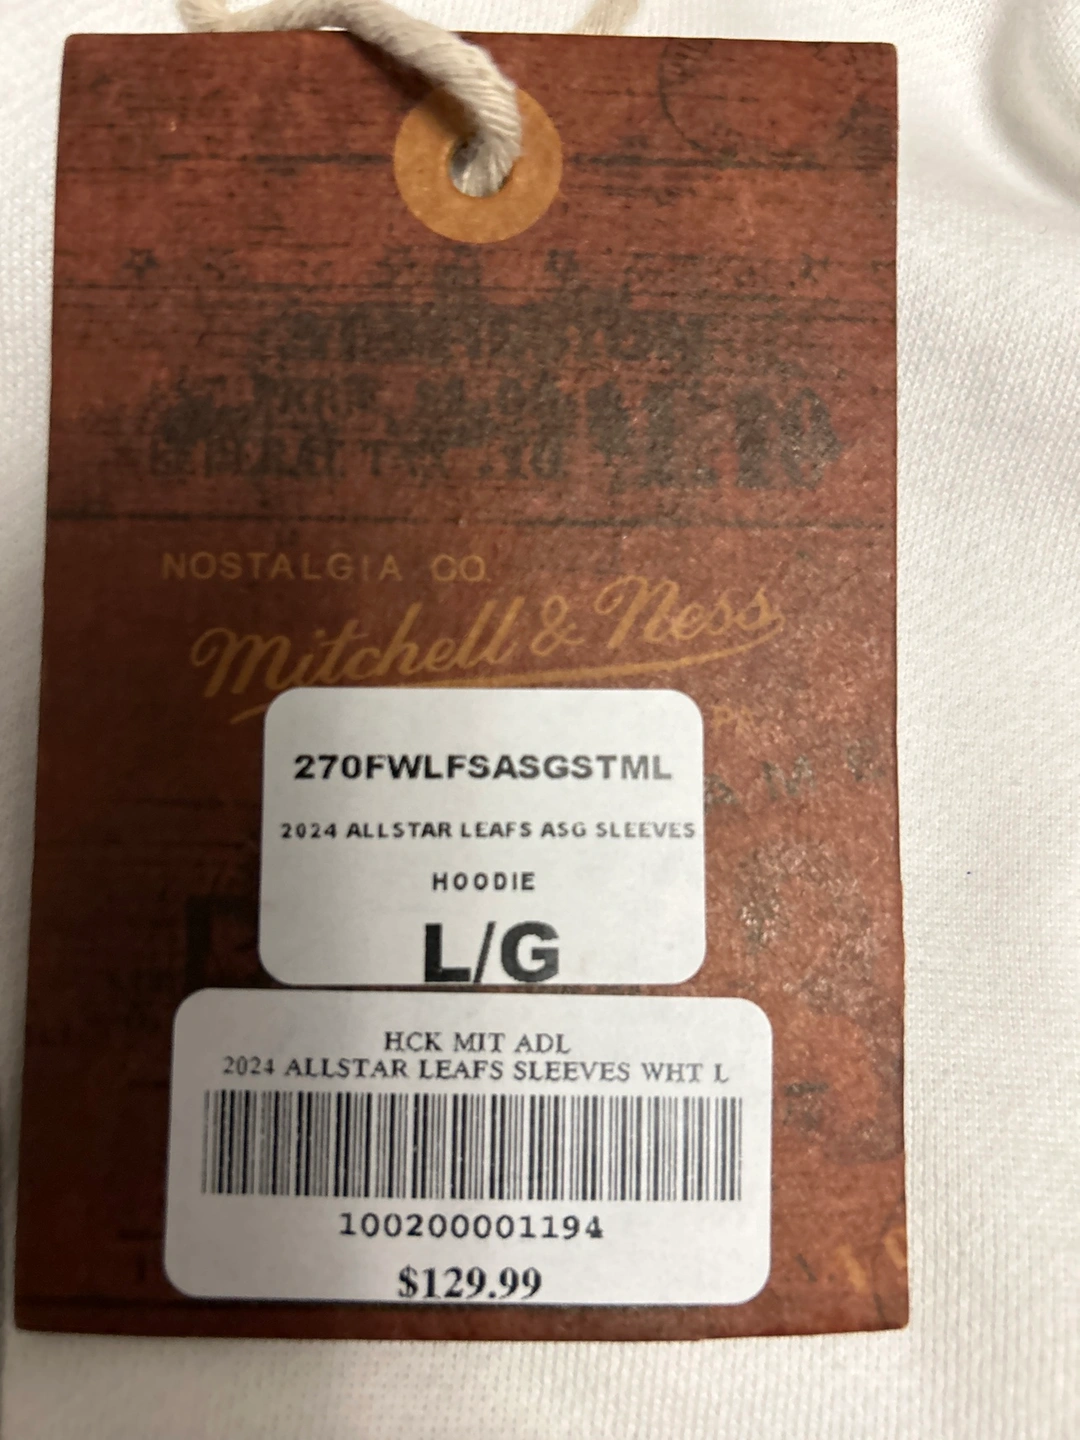 NOSTALGIA CO.
Mitchell & Ness
PA
270FWLFSASGSTML
2024 ALLSTAR LEAFS ASG SLEEVES
HOODIE
L/G
HCK MIT ADL
2024 ALLSTAR LEAFS SLEEVES WHT L
100200001194
$129.99